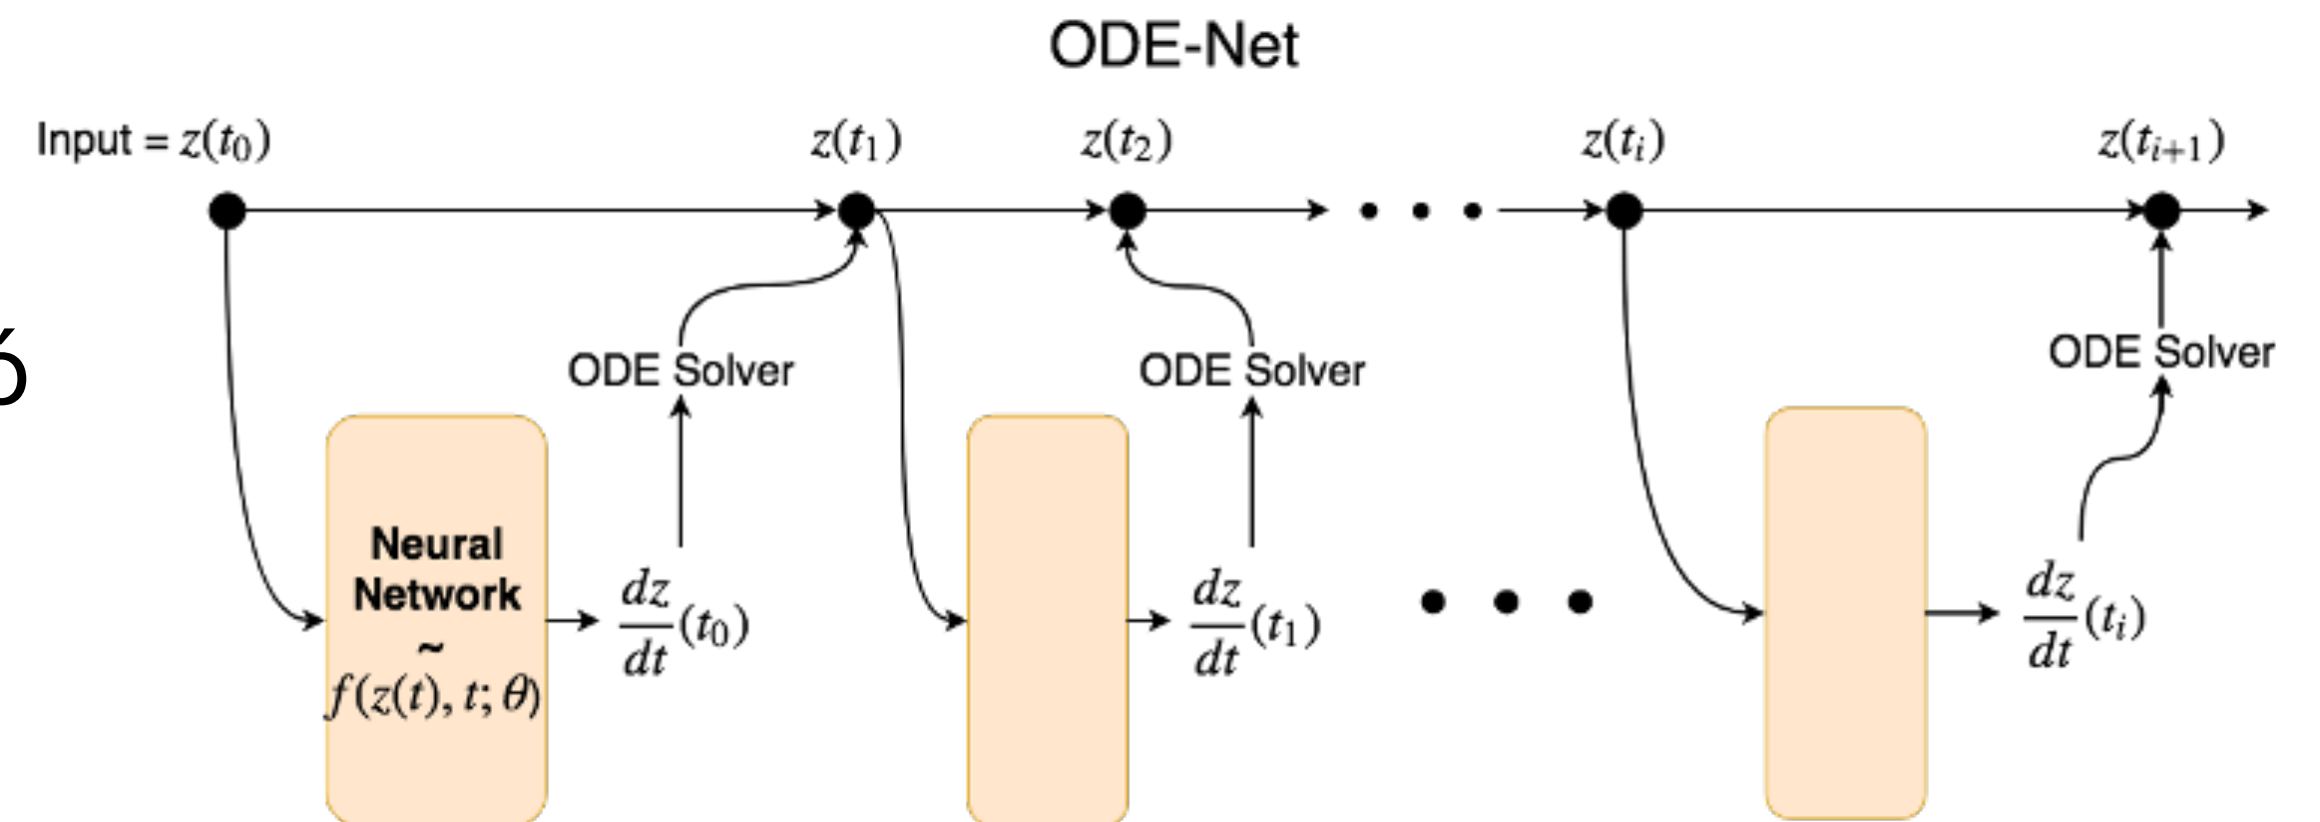 ODE-Net
Input = z(t₀)
z(t₁)
z(t₂)
z(tᵢ)
z(tᵢ₊₁)
ó
ODE Solver
ODE Solver
ODE Solver
Neural
Network
~
f(z(t), t; θ)
dz/dt (t₀)
dz/dt (t₁)
dz/dt (tᵢ)